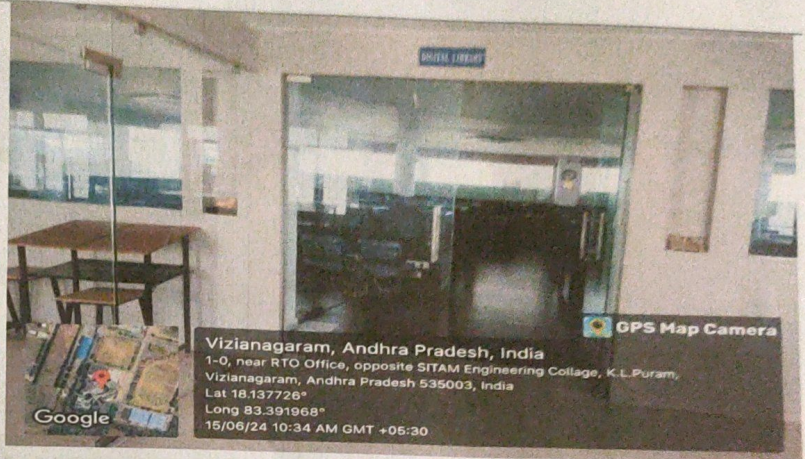 DIGITAL LIBRARY
GPS Map Camera
Vizianagaram, Andhra Pradesh, India
1-0, near RTO Office, opposite SITAM Engineering Collage, K.L.Puram,
Vizianagaram, Andhra Pradesh 535003, India
Lat 18.137726°
Long 83.391968°
15/06/24 10:34 AM GMT +05:30
Google